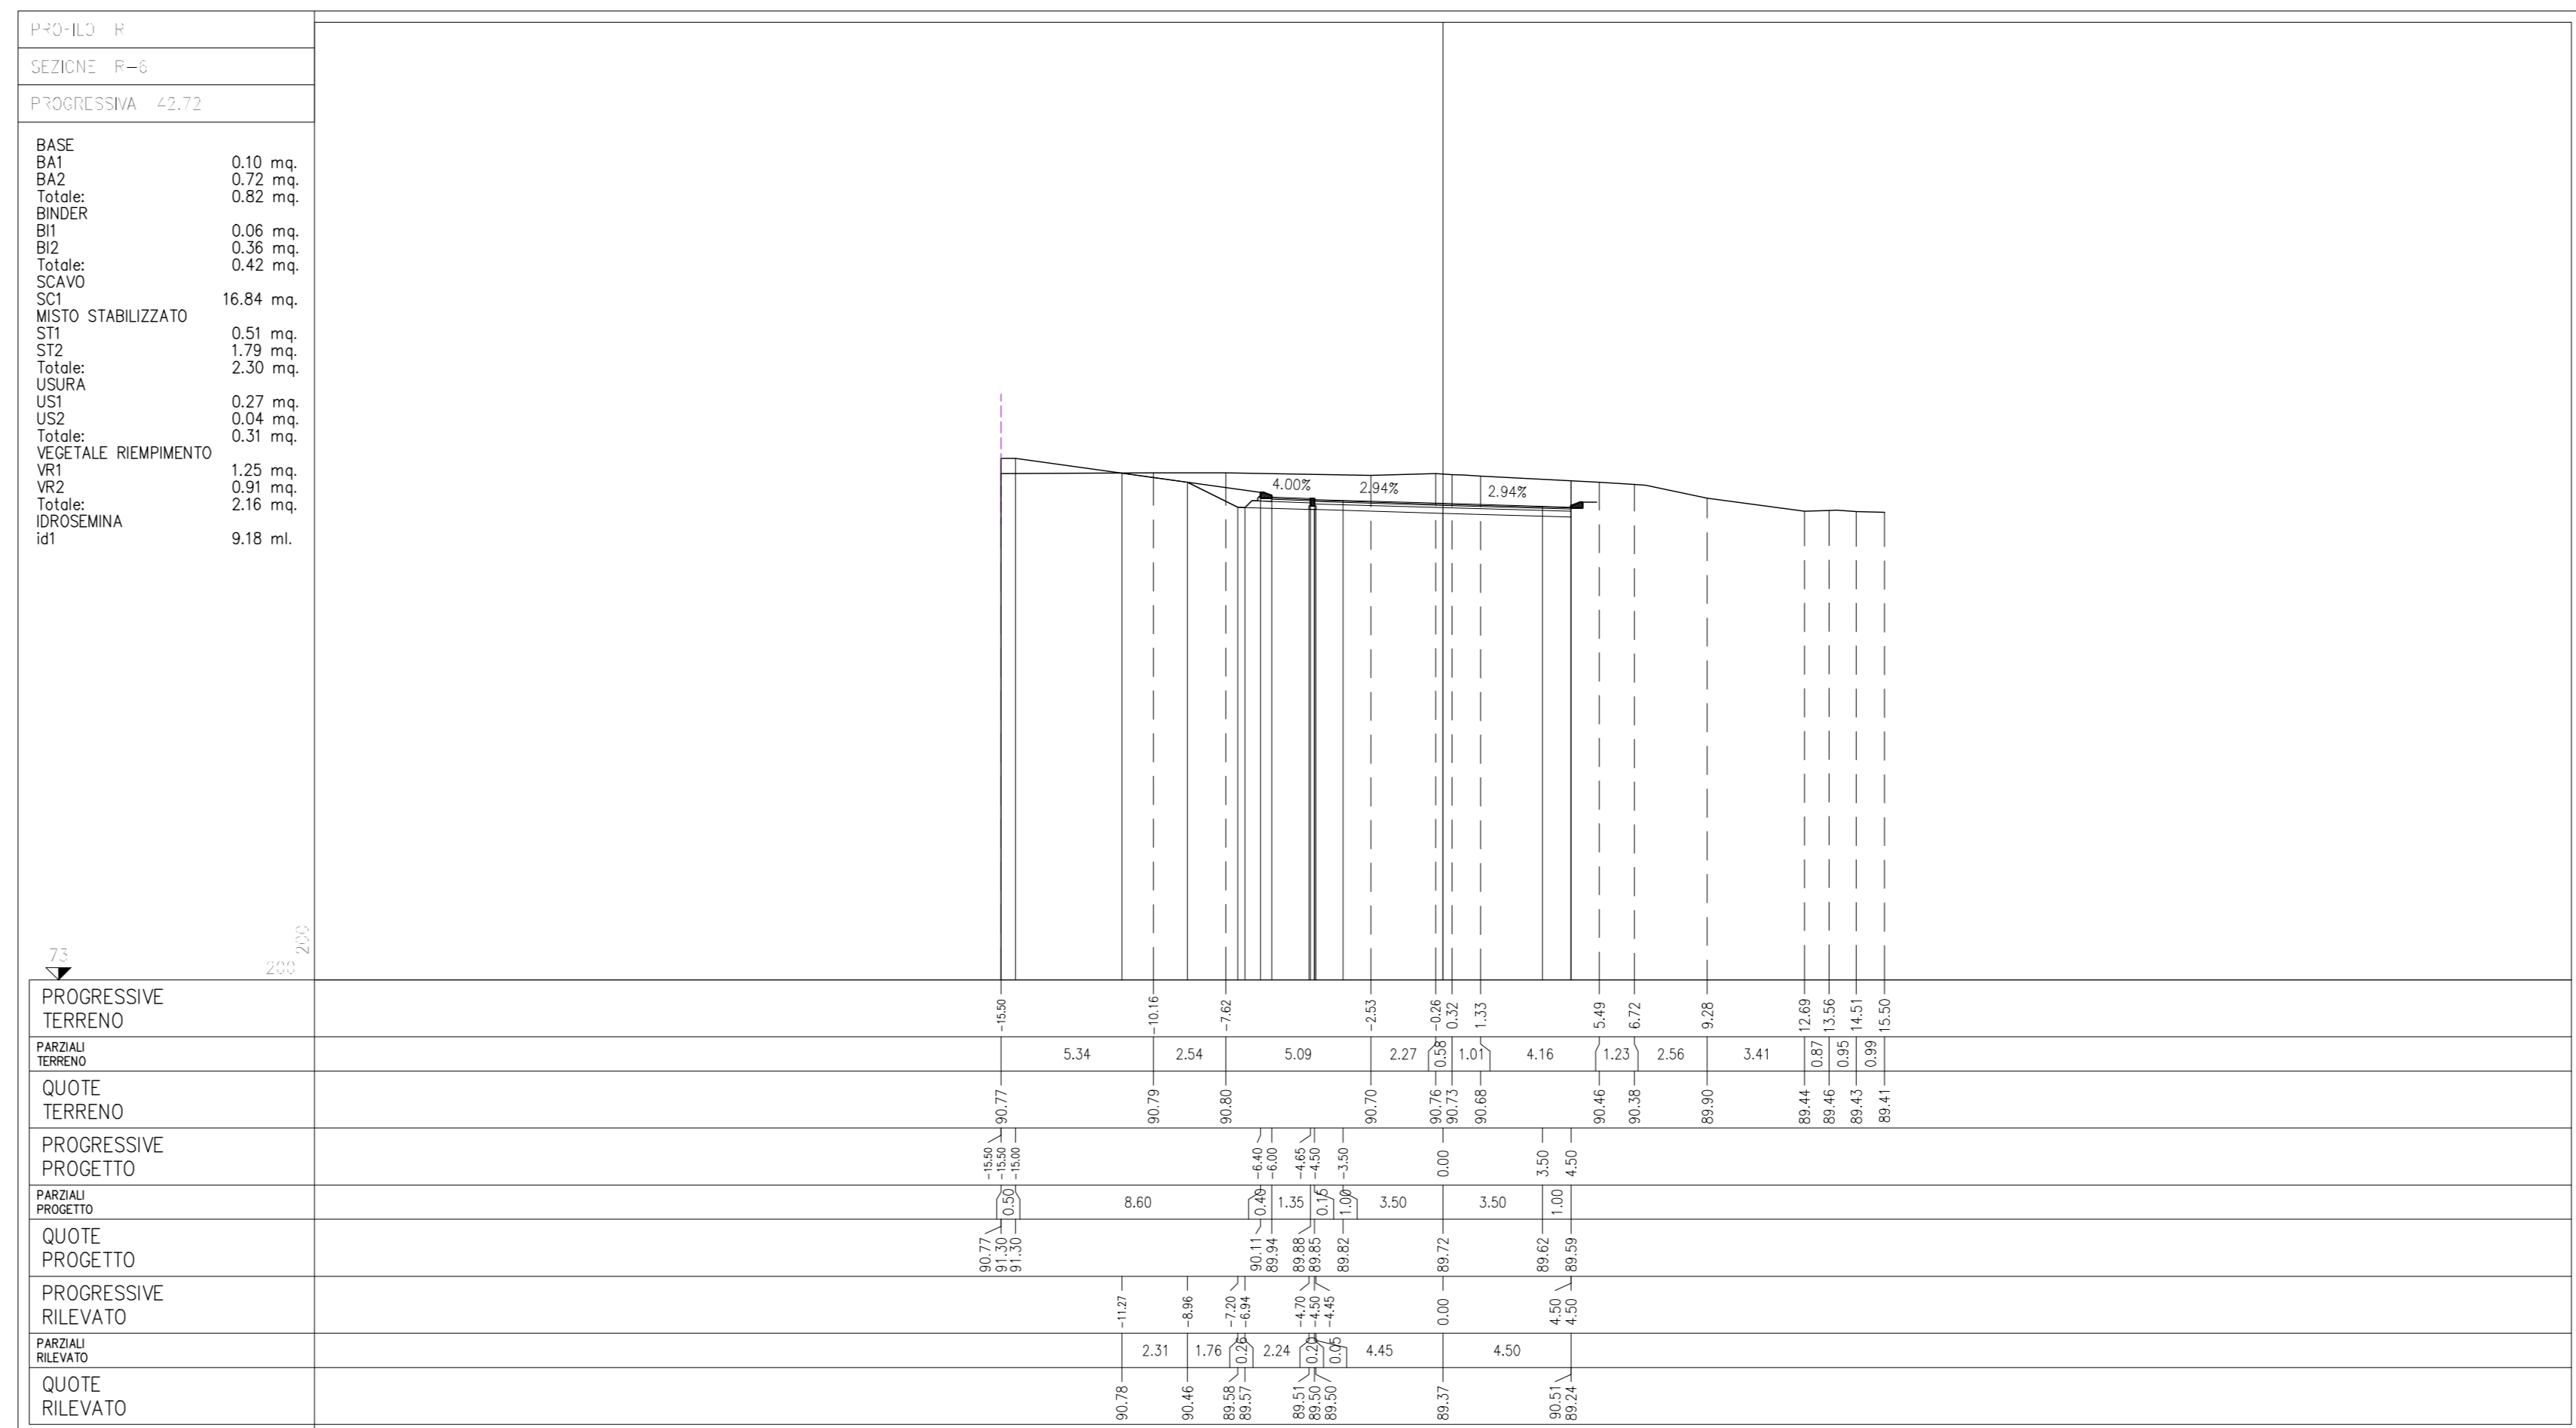 PROFILO R
SEZIONE R-6
PROGRESSIVA 42.72
BASE
BA1 0.10 mq.
BA2 0.72 mq.
Totale: 0.82 mq.
BINDER
BI1 0.06 mq.
BI2 0.36 mq.
Totale: 0.42 mq.
SCAVO
SC1 16.84 mq.
MISTO STABILIZZATO
ST1 0.51 mq.
ST2 1.79 mq.
Totale: 2.30 mq.
USURA
US1 0.27 mq.
US2 0.04 mq.
Totale: 0.31 mq.
VEGETALE RIEMPIMENTO
VR1 1.25 mq.
VR2 0.91 mq.
Totale: 2.16 mq.
IDROSEMINA
id1 9.18 ml.
4.00% 2.94% 2.94%
73 200 200
PROGRESSIVE
TERRENO
-15.50 -10.16 -7.62 -2.53 -0.26 0.32 1.33 5.49 6.72 9.28 12.69 13.56 14.51 15.50
PARZIALI
TERRENO
5.34 2.54 5.09 2.27 0.58 1.01 4.16 1.23 2.56 3.41 0.87 0.95 0.99
QUOTE
TERRENO
90.77 90.79 90.80 90.70 90.76 90.73 90.68 90.46 90.38 89.90 89.44 89.46 89.43 89.41
PROGRESSIVE
PROGETTO
-15.50 -15.50 -15.00 -6.40 -6.00 -4.65 -4.50 -3.50 0.00 3.50 4.50
PARZIALI
PROGETTO
0.50 8.60 0.40 1.35 0.15 1.00 3.50 3.50 1.00
QUOTE
PROGETTO
90.77 91.30 91.30 90.11 89.94 89.88 89.85 89.82 89.72 89.62 89.59
PROGRESSIVE
RILEVATO
-11.27 -8.96 -7.20 -6.94 -4.70 -4.50 -4.45 0.00 4.50 4.50
PARZIALI
RILEVATO
2.31 1.76 0.26 2.24 0.20 0.05 4.45 4.50
QUOTE
RILEVATO
90.78 90.46 89.58 89.57 89.51 89.50 89.50 89.37 90.51 89.24